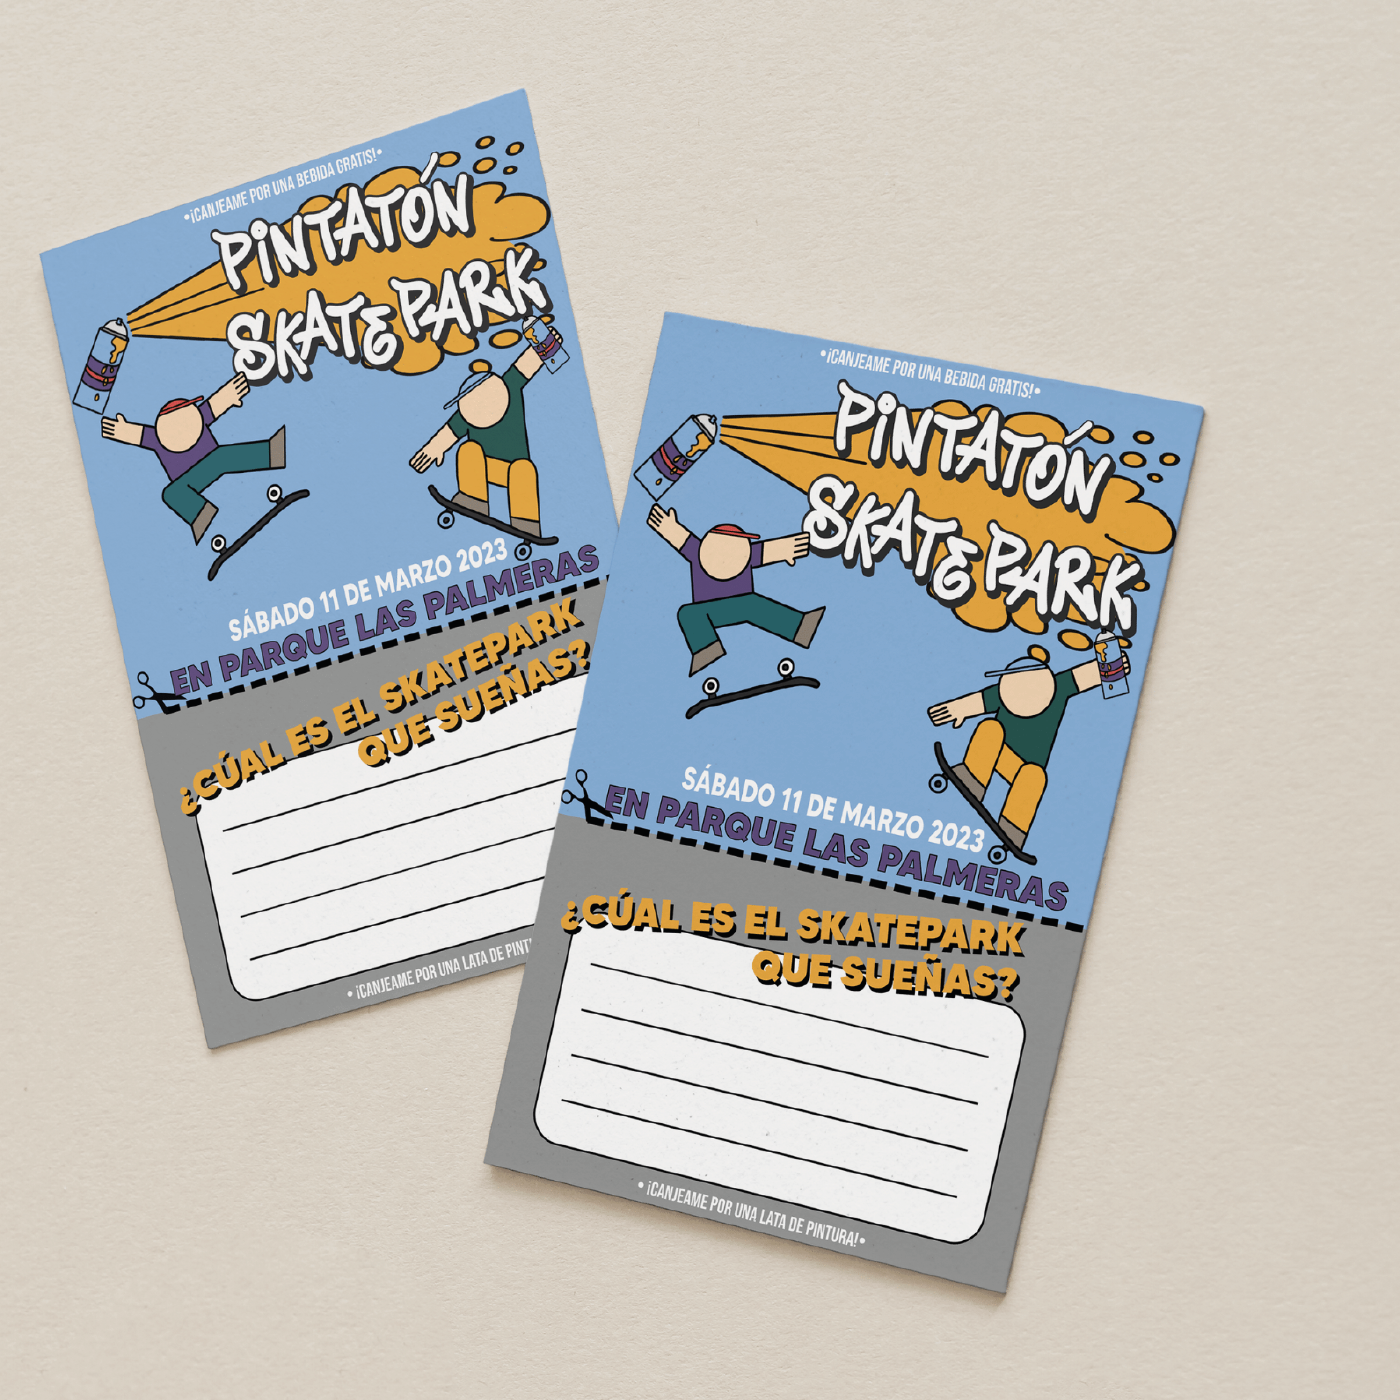 •¡CANJEAME POR UNA BEBIDA GRATIS!•
PINTATÓN
SKATE PARK
SÁBADO 11 DE MARZO 2023
EN PARQUE LAS PALMERAS
¿CÚAL ES EL SKATEPARK
QUE SUEÑAS?
• ¡CANJEAME POR UNA LATA DE
•¡CANJEAME POR UNA BEBIDA GRATIS!•
PINTATÓN
SKATE PARK
SÁBADO 11 DE MARZO 2023
EN PARQUE LAS PALMERAS
¿CÚAL ES EL SKATEPARK
QUE SUEÑAS?
• ¡CANJEAME POR UNA LATA DE PINTURA!•